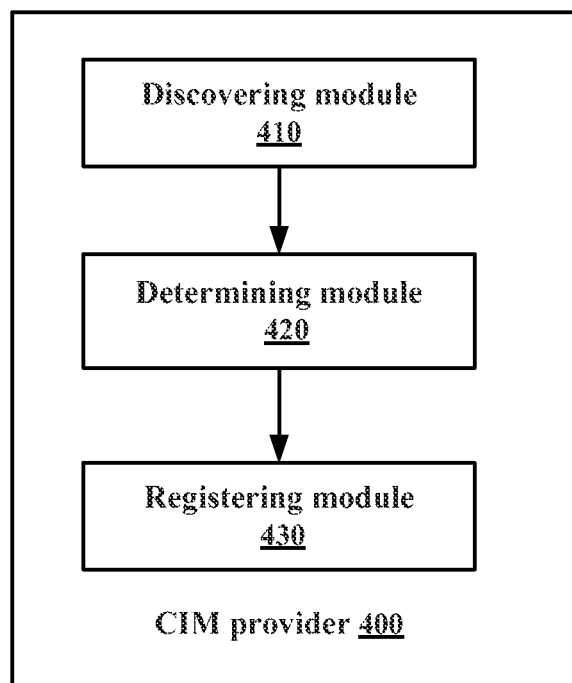 Discovering module
410
Determining module
420
Registering module
430
CIM provider 400